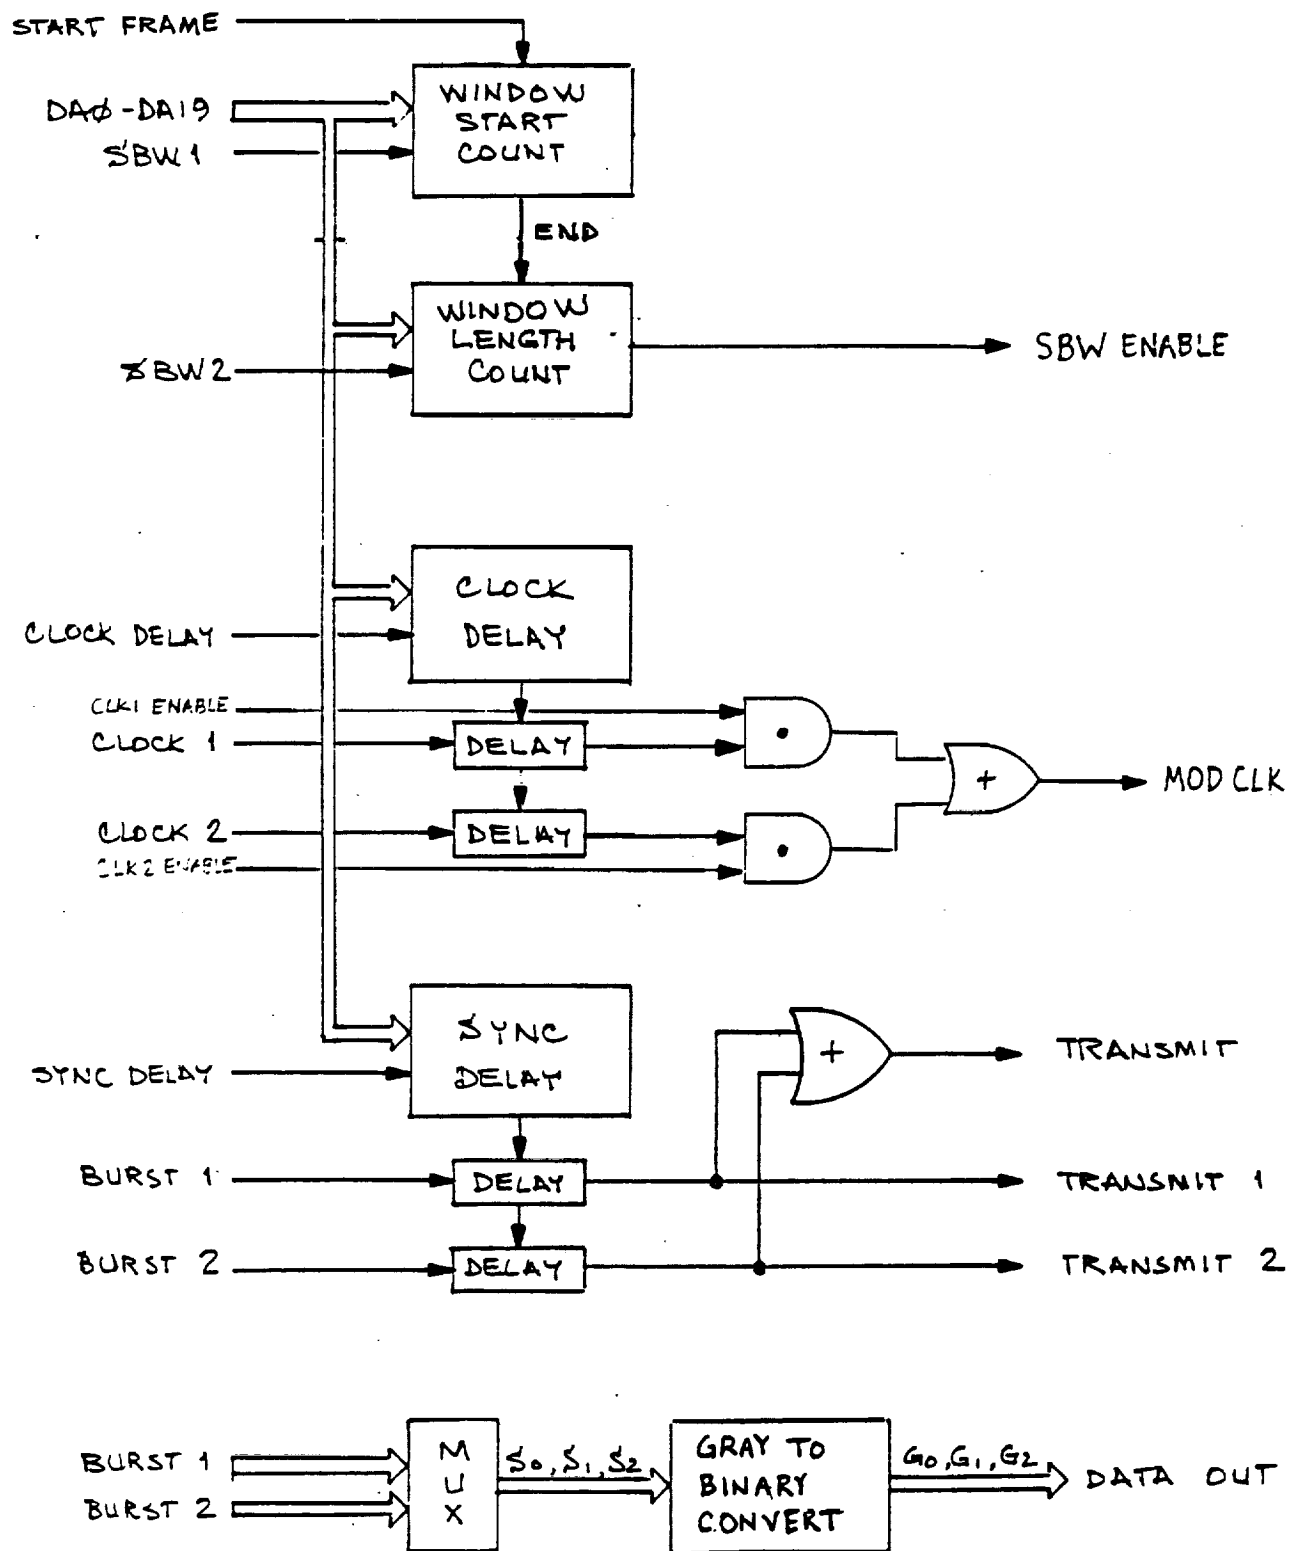 START FRAME
DAØ-DA19
SBW1
WINDOW
START
COUNT
END
WINDOW
LENGTH
COUNT
SBW2
SBW ENABLE
CLOCK
DELAY
CLOCK DELAY
CLK1 ENABLE
CLOCK 1
DELAY
•
+
MOD CLK
CLOCK 2
DELAY
•
CLK2 ENABLE
SYNC
DELAY
SYNC DELAY
+
TRANSMIT
BURST 1
DELAY
TRANSMIT 1
BURST 2
DELAY
TRANSMIT 2
BURST 1
BURST 2
MUX
S0, S1, S2
GRAY TO
BINARY
CONVERT
G0, G1, G2
DATA OUT